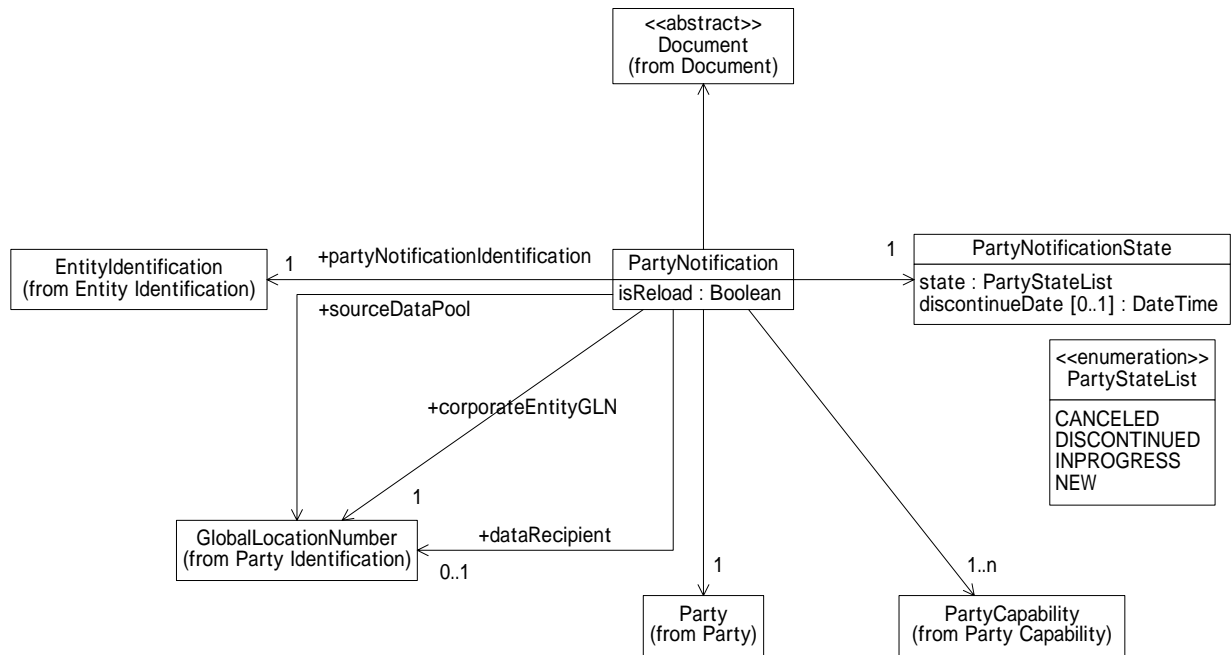 <<abstract>>
Document
(from Document)
EntityIdentification
(from Entity Identification)
1
+partyNotificationIdentification
PartyNotification
isReload : Boolean
1
PartyNotificationState
state : PartyStateList
discontinueDate [0..1] : DateTime
+sourceDataPool
<<enumeration>>
PartyStateList
CANCELED
DISCONTINUED
INPROGRESS
NEW
+corporateEntityGLN
1
GlobalLocationNumber
(from Party Identification)
+dataRecipient
0..1
1
1..n
Party
(from Party)
PartyCapability
(from Party Capability)